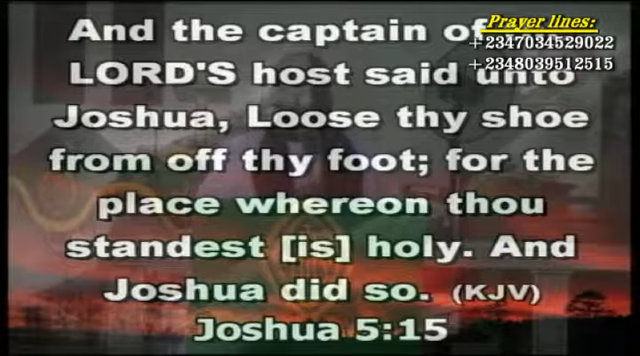 And the captain of
Prayer lines:
+2347034529022
+2348039512515
LORD'S host said unto
Joshua, Loose thy shoe
from off thy foot; for the
place whereon thou
standest [is] holy. And
Joshua did so. (KJV)
Joshua 5:15